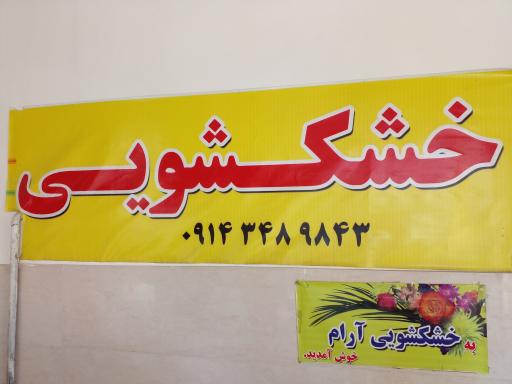 خشکشویی
۰۹۱۴ ۳۴۸ ۹۸۴۳
به خشکشویی آرام
خوش آمدید.